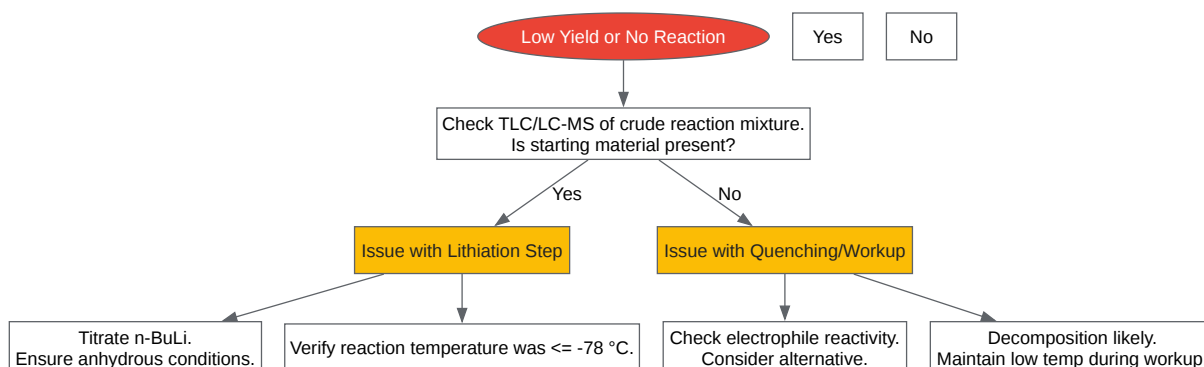 Low Yield or No Reaction
Yes
No
Check TLC/LC-MS of crude reaction mixture.
Is starting material present?
Yes
No
Issue with Lithiation Step
Issue with Quenching/Workup
Titrate n-BuLi.
Ensure anhydrous conditions.
Verify reaction temperature was <= -78 °C.
Check electrophile reactivity.
Consider alternative.
Decomposition likely.
Maintain low temp during workup